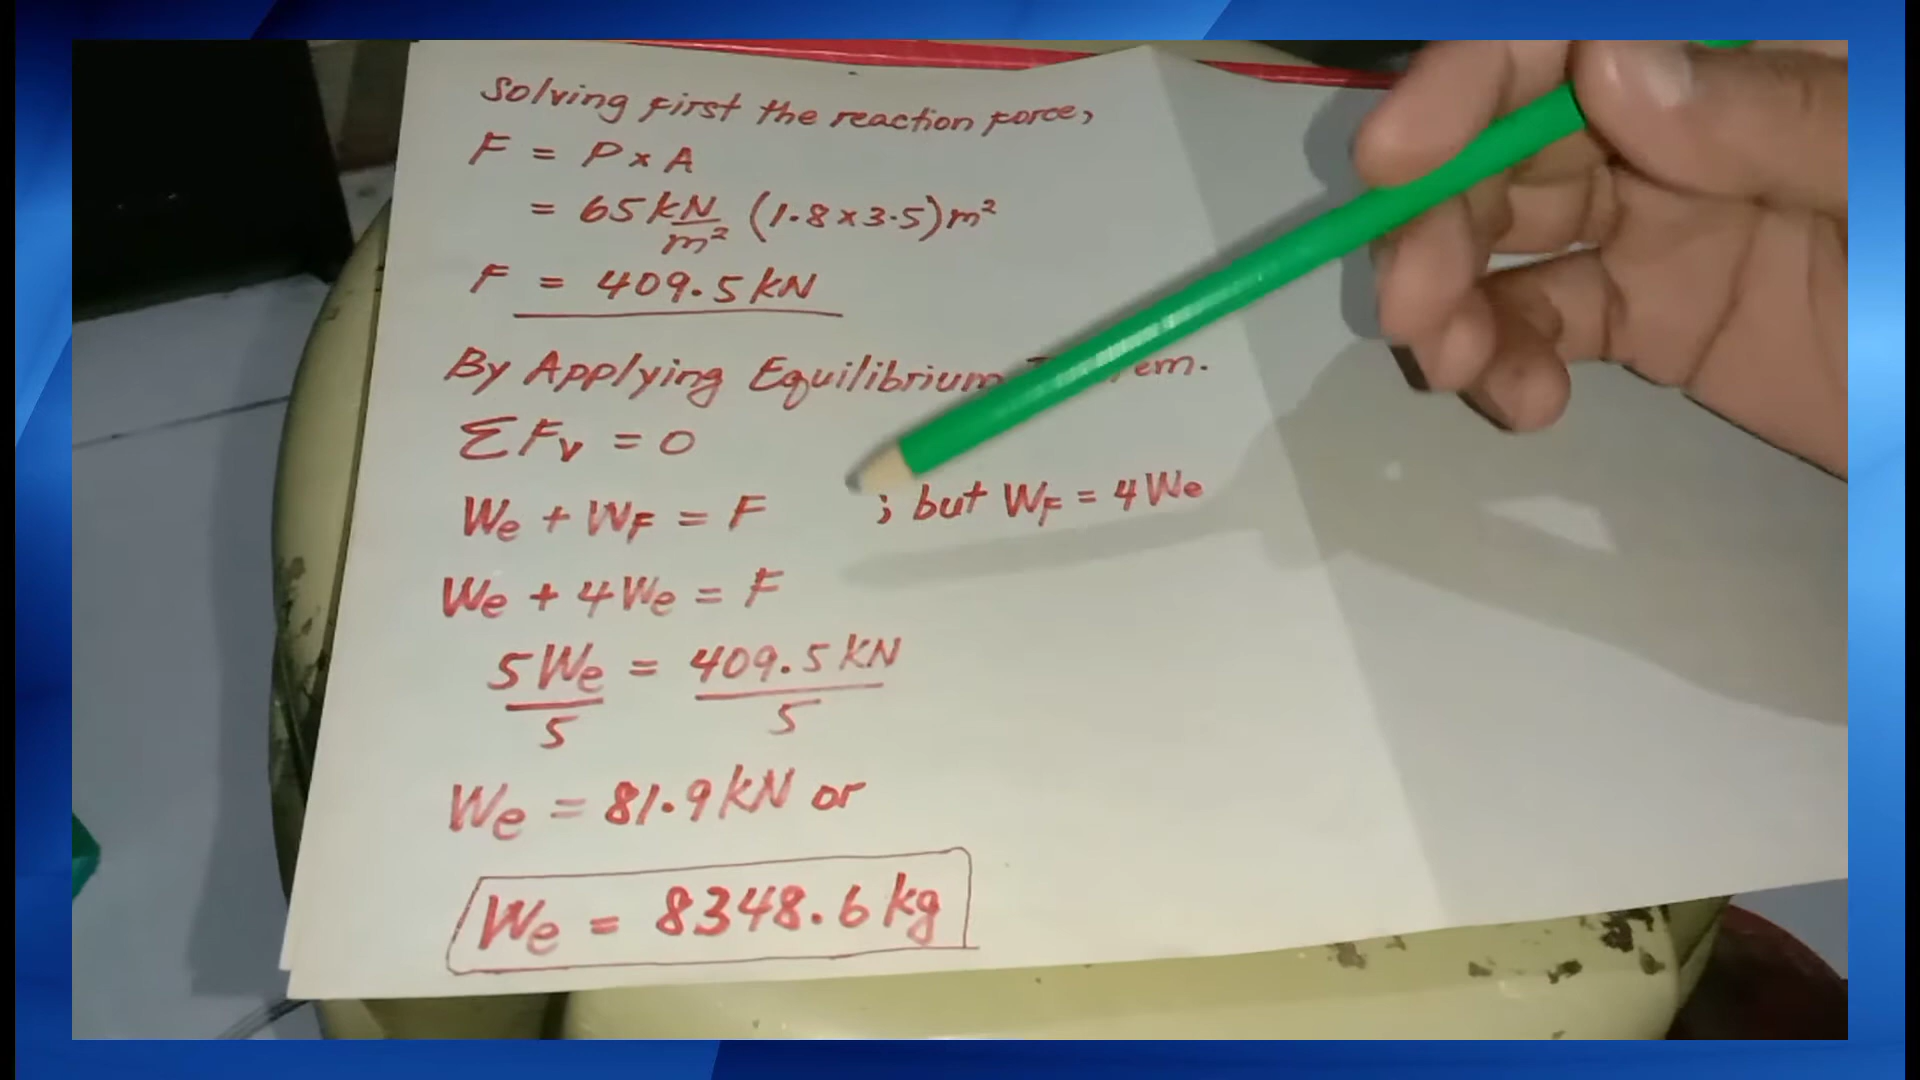 Solving first the reaction force,
F = P x A
= 65 kN/m² (1.8 x 3.5) m²
F = 409.5 kN
By Applying Equilibrium
ΣFv = 0
We + WF = F ; but WF = 4We
We + 4We = F
5We/5 = 409.5 kN/5
We = 81.9 kN or
We = 8348.6 kg